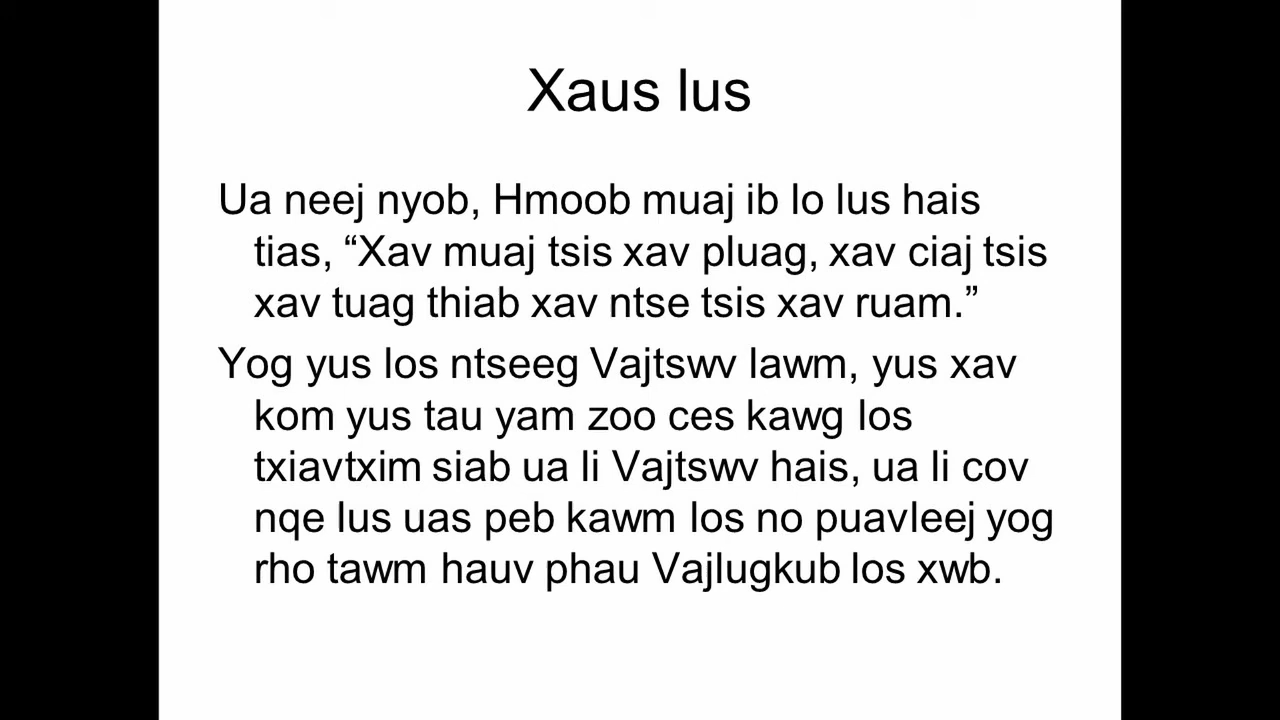 Xaus lus
Ua neej nyob, Hmoob muaj ib lo lus hais
tias, “Xav muaj tsis xav pluag, xav ciaj tsis
xav tuag thiab xav ntse tsis xav ruam.”
Yog yus los ntseeg Vajtswv lawm, yus xav
kom yus tau yam zoo ces kawg los
txiavtxim siab ua li Vajtswv hais, ua li cov
nqe lus uas peb kawm los no puavleej yog
rho tawm hauv phau Vajlugkub los xwb.